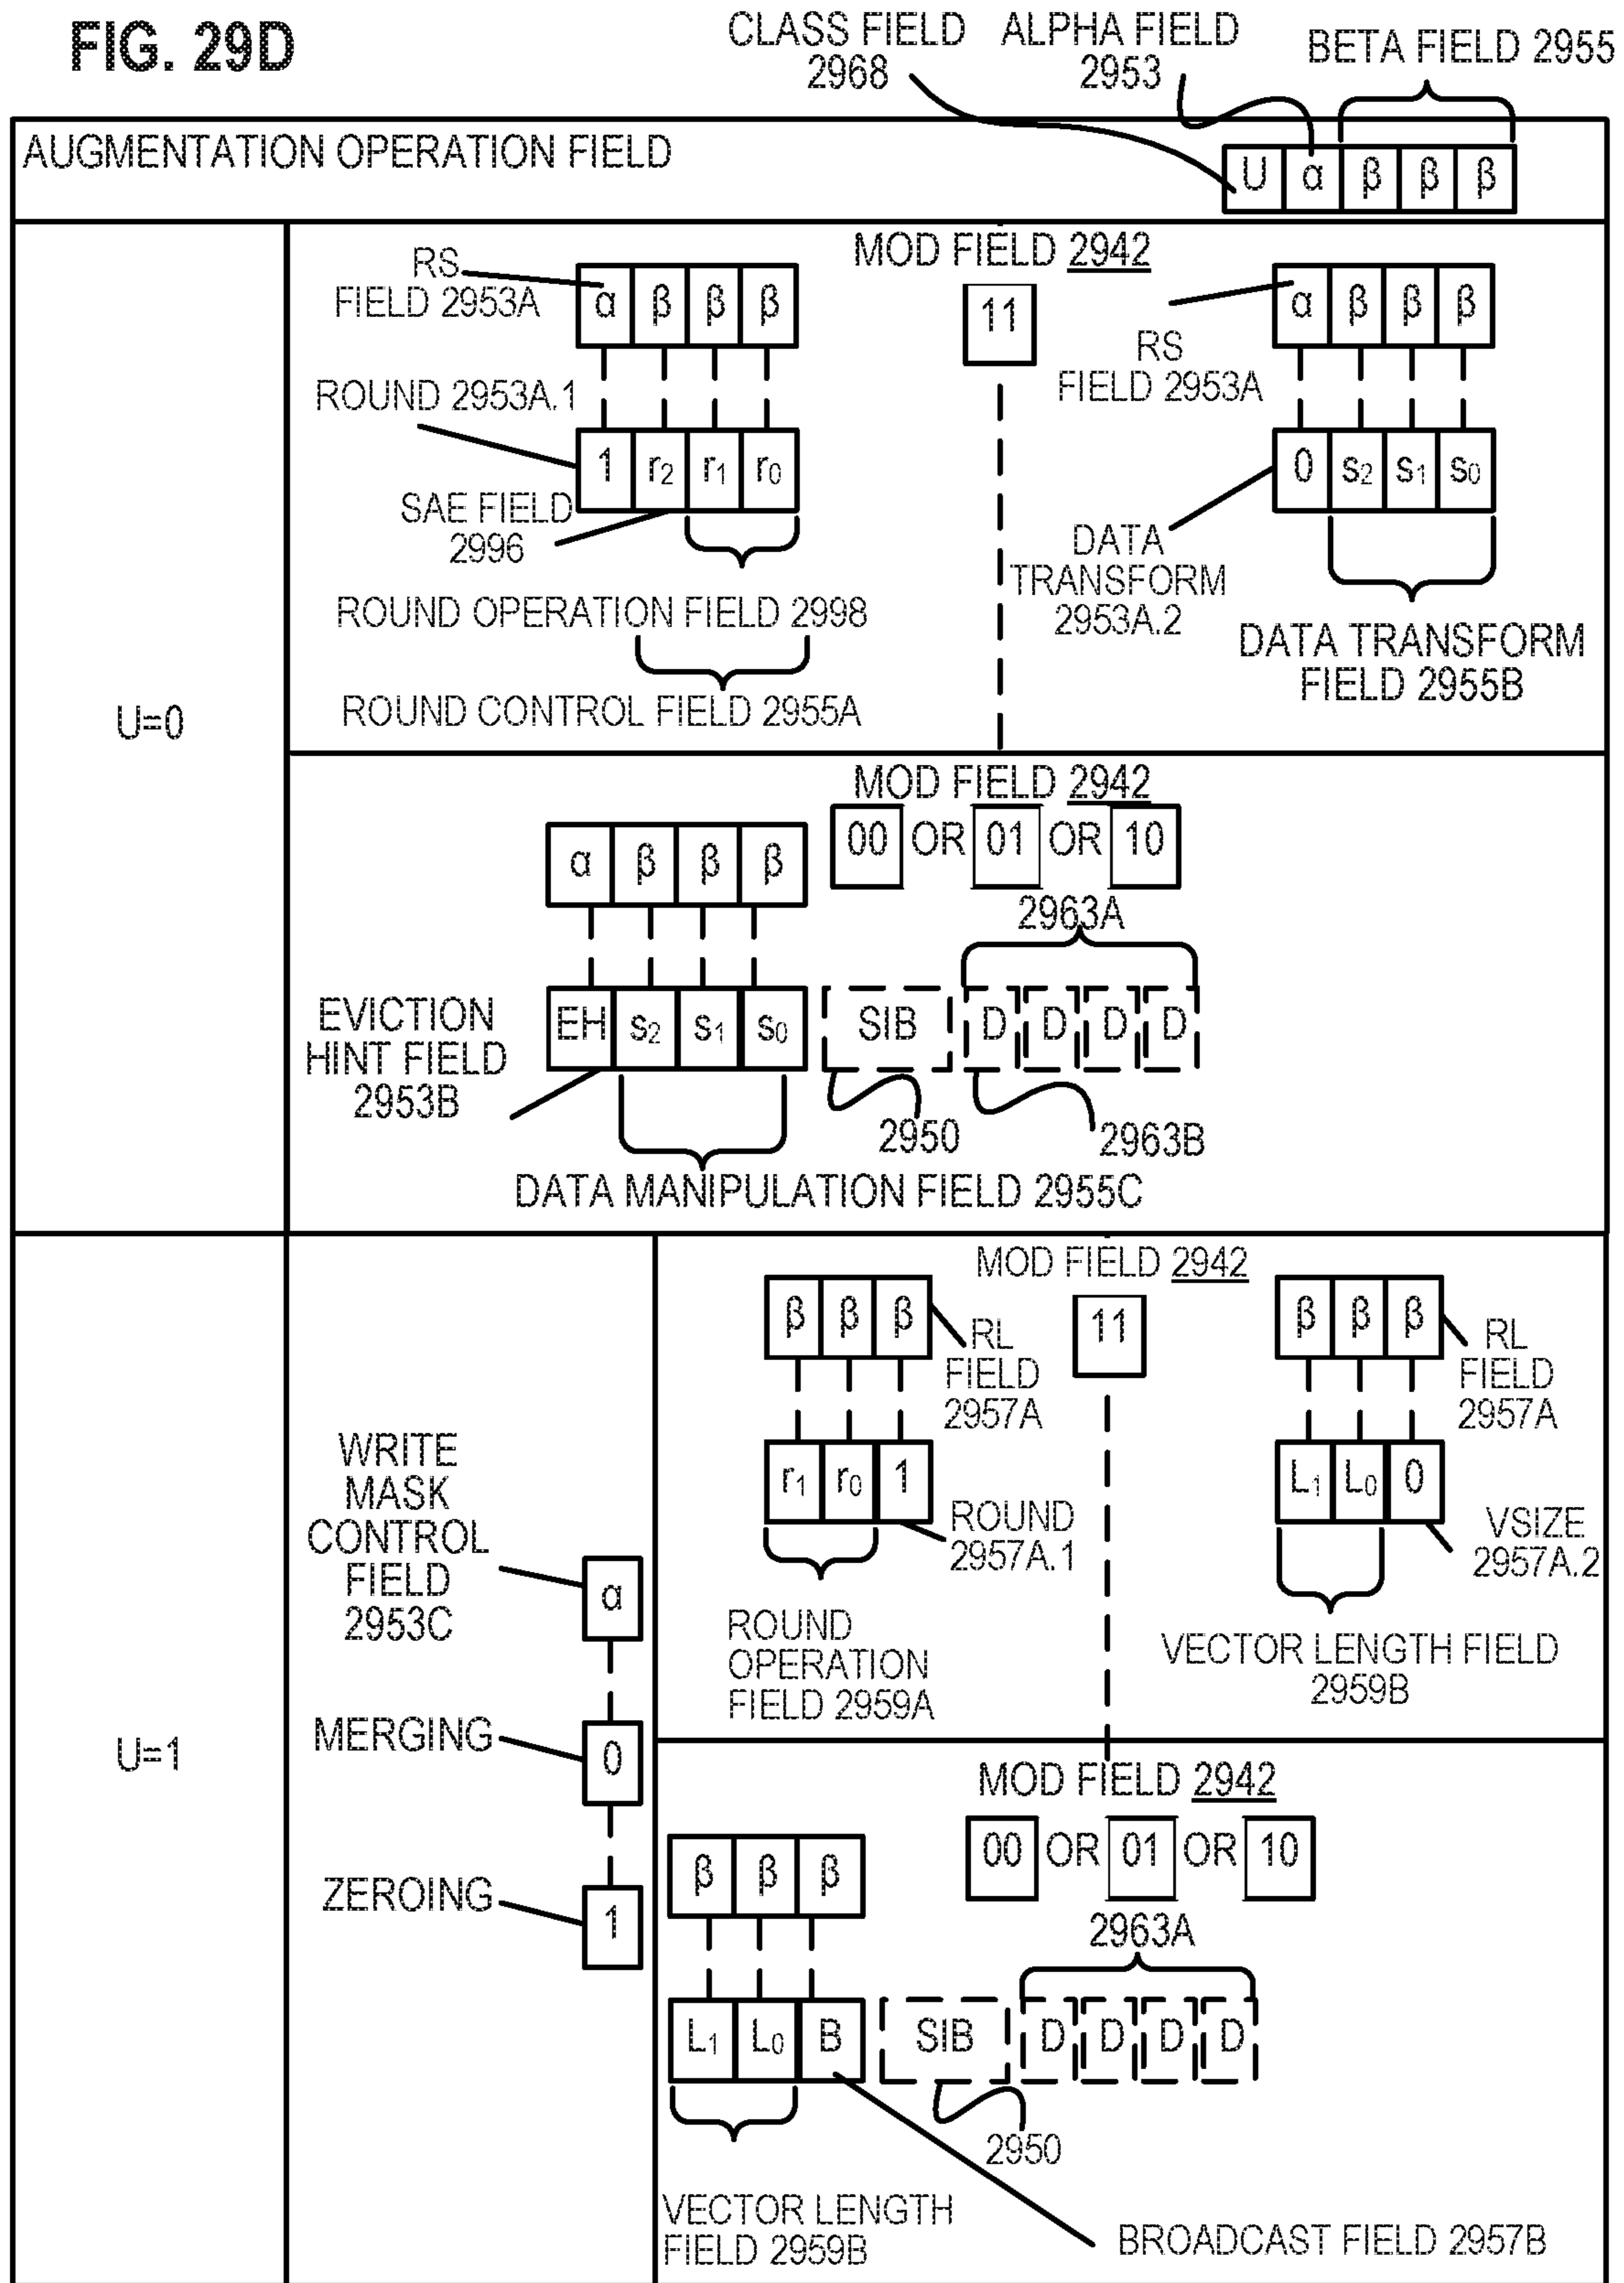 FIG. 29D
CLASS FIELD
2968
ALPHA FIELD
2953
BETA FIELD 2955
AUGMENTATION OPERATION FIELD
U α β β β
U=0
MOD FIELD 2942
11
RS
FIELD 2953A
α β β β
ROUND 2953A.1
1 r2 r1 r0
SAE FIELD
2996
ROUND OPERATION FIELD 2998
ROUND CONTROL FIELD 2955A
α β β β
RS
FIELD 2953A
0 s2 s1 s0
DATA
TRANSFORM
2953A.2
DATA TRANSFORM
FIELD 2955B
MOD FIELD 2942
00 OR 01 OR 10
α β β β
2963A
EVICTION
HINT FIELD
2953B
EH s2 s1 s0 SIB D D D D
2950
2963B
DATA MANIPULATION FIELD 2955C
U=1
WRITE
MASK
CONTROL
FIELD
2953C
α
MERGING
0
ZEROING
1
MOD FIELD 2942
11
β β β
RL
FIELD
2957A
r1 r0 1
ROUND
2957A.1
ROUND
OPERATION
FIELD 2959A
β β β
RL
FIELD
2957A
L1 L0 0
VSIZE
2957A.2
VECTOR LENGTH FIELD
2959B
MOD FIELD 2942
00 OR 01 OR 10
β β β
2963A
L1 L0 B SIB D D D D
2950
VECTOR LENGTH
FIELD 2959B
BROADCAST FIELD 2957B